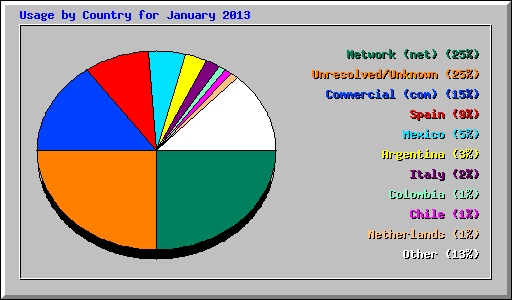 Usage by Country for January 2013
Network (net) (25%)
Unresolved/Unknown (25%)
Commercial (com) (15%)
Spain (9%)
Mexico (5%)
Argentina (3%)
Italy (2%)
Colombia (1%)
Chile (1%)
Netherlands (1%)
Other (13%)